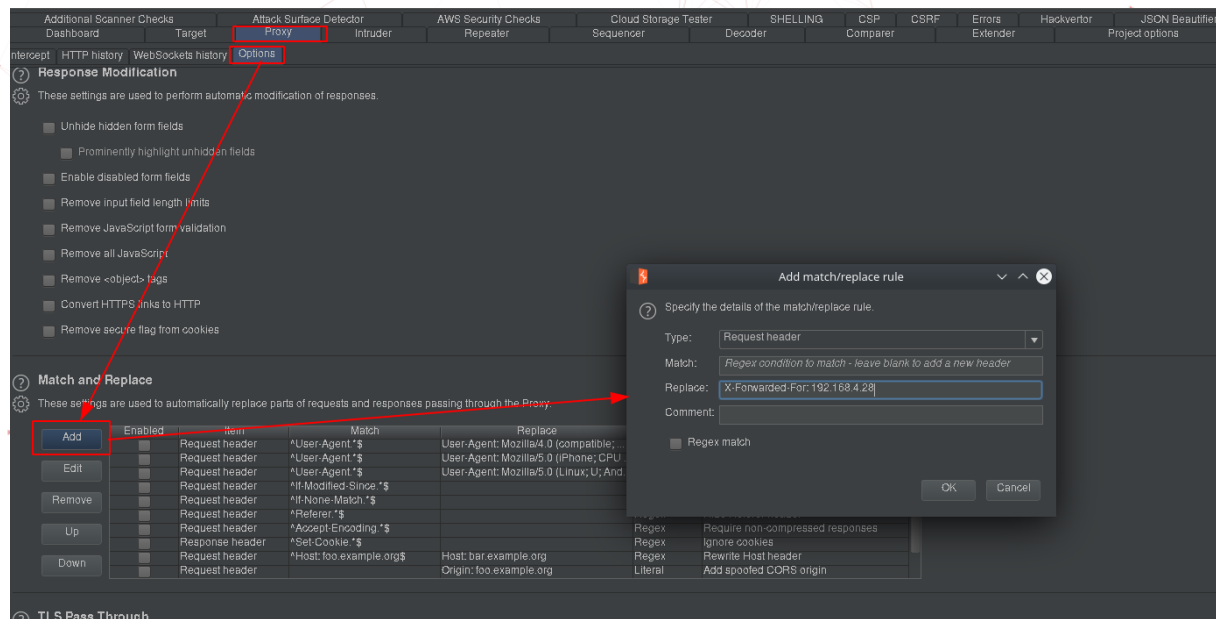 Additional Scanner Checks Attack Surface Detector AWS Security Checks Cloud Storage Tester SHELLING CSP CSRF Errors Hackvertor JSON Beautifier
Dashboard Target Proxy Intruder Repeater Sequencer Decoder Comparer Extender Project options
ntercept HTTP history WebSockets history Options
Response Modification
These settings are used to perform automatic modification of responses.
Unhide hidden form fields
Prominently highlight unhidden fields
Enable disabled form fields
Remove input field length limits
Remove JavaScript form validation
Remove all JavaScript
Remove <object> tags
Convert HTTPS links to HTTP
Remove secure flag from cookies
Add match/replace rule
Specify the details of the match/replace rule.
Type: Request header
Match: Regex condition to match - leave blank to add a new header
Replace: X-Forwarded-For: 192.168.4.28
Comment:
Regex match
OK Cancel
Match and Replace
These settings are used to automatically replace parts of requests and responses passing through the Proxy.
Add
Edit
Remove
Up
Down
Enabled Item Match Replace
Request header ^User-Agent.*$ User-Agent: Mozilla/4.0 (compatible; ...
Request header ^User-Agent.*$ User-Agent: Mozilla/5.0 (iPhone; CPU
Request header ^User-Agent.*$ User-Agent: Mozilla/5.0 (Linux; U; And
Request header ^If-Modified-Since.*$
Request header ^If-None-Match.*$
Request header ^Referer.*$
Request header ^Accept-Encoding.*$ Regex Require non-compressed responses
Response header ^Set-Cookie.*$ Regex Ignore cookies
Request header ^Host: foo.example.org$ Host: bar.example.org Regex Rewrite Host header
Request header Origin: foo.example.org Literal Add spoofed CORS origin
TLS Pass Through